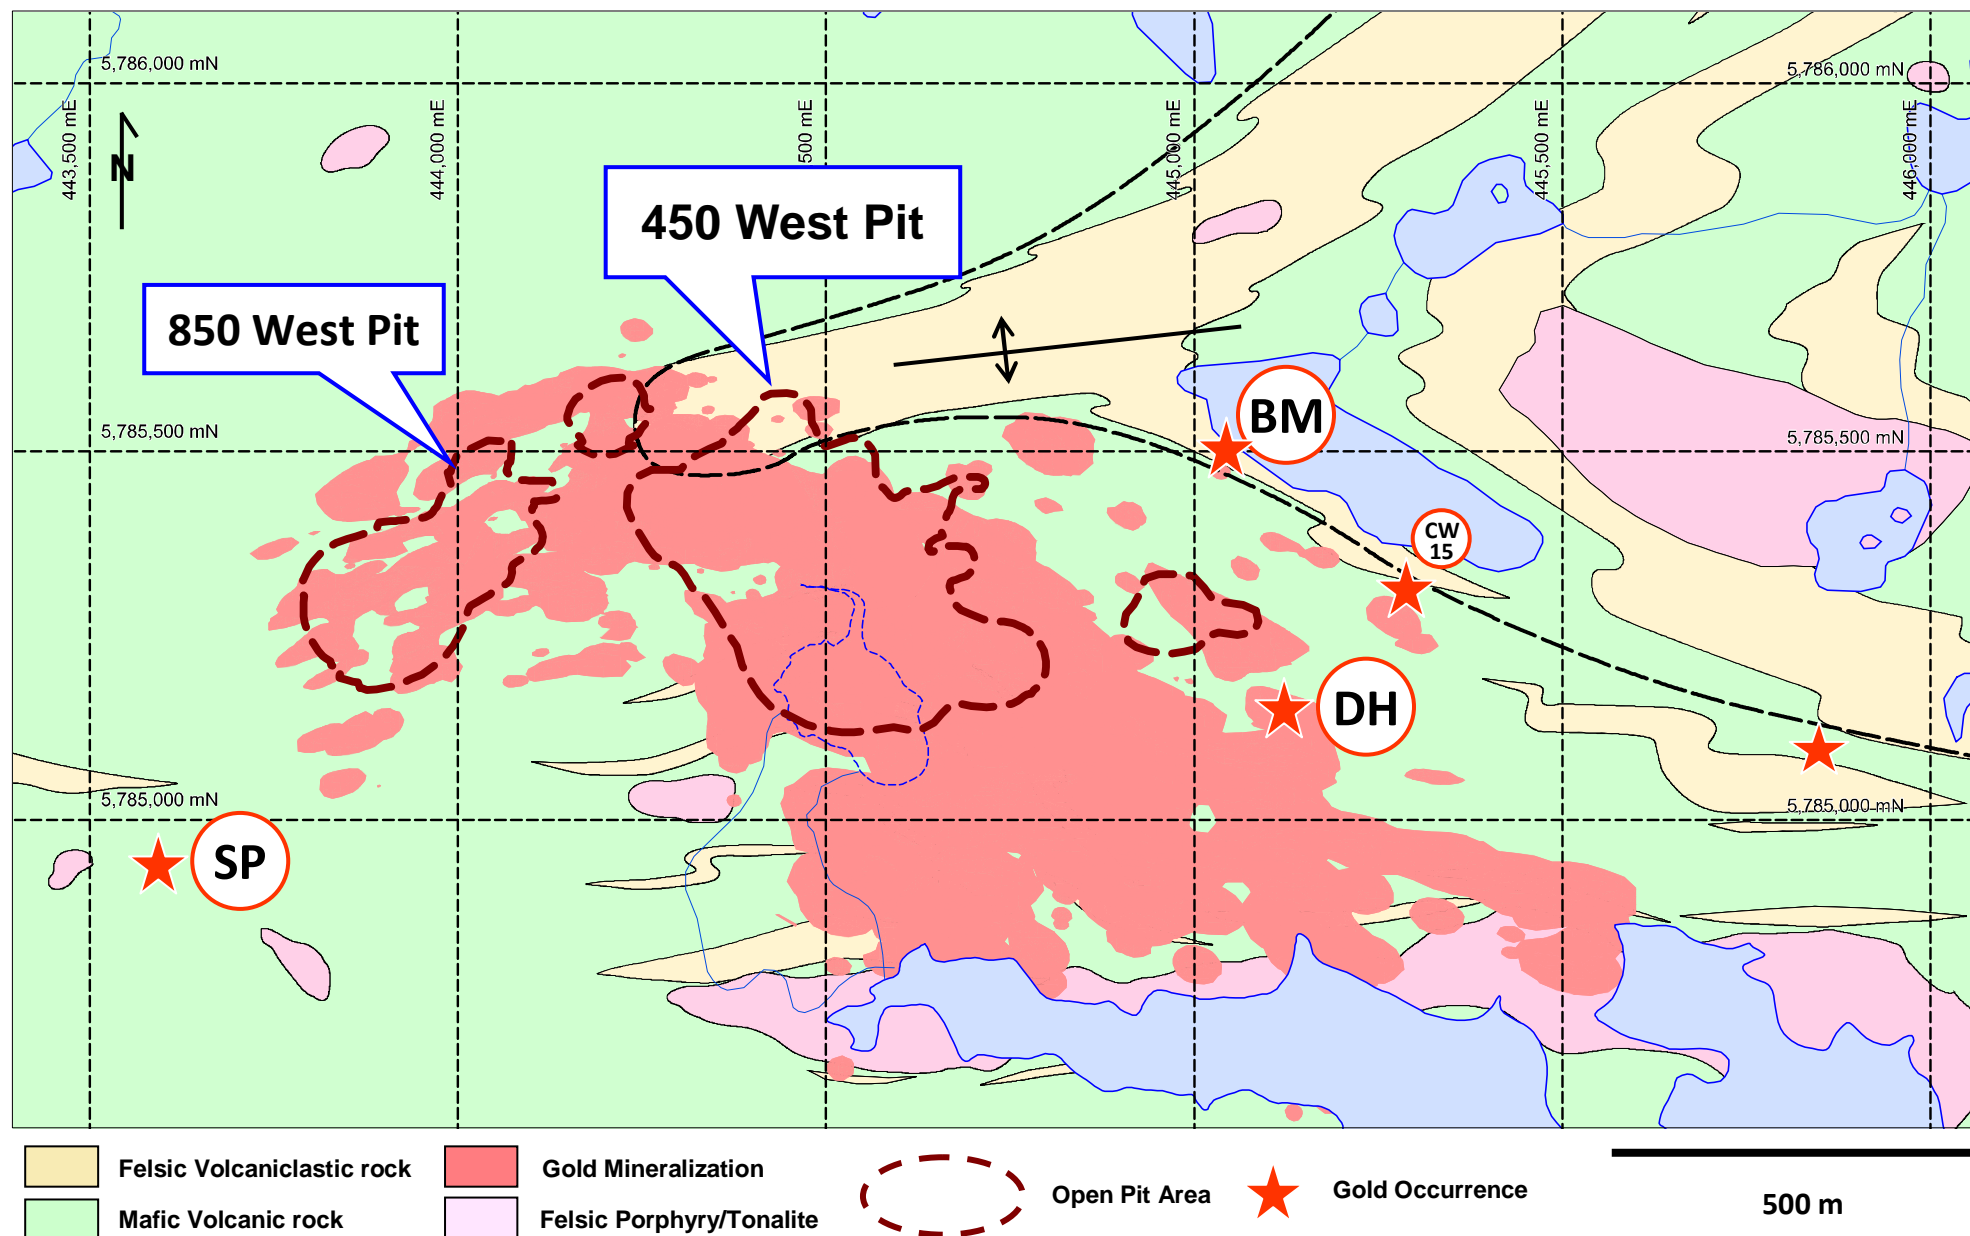 5,786,000 mN
5,786,000 mN
443,500 mE
444,000 mE
500 mE
445,000 mE
445,500 mE
446,000 mE
N
450 West Pit
850 West Pit
BM
5,785,500 mN
5,785,500 mN
CW
15
DH
5,785,000 mN
5,785,000 mN
SP
Felsic Volcaniclastic rock
Gold Mineralization
Open Pit Area
Gold Occurrence
500 m
Mafic Volcanic rock
Felsic Porphyry/Tonalite